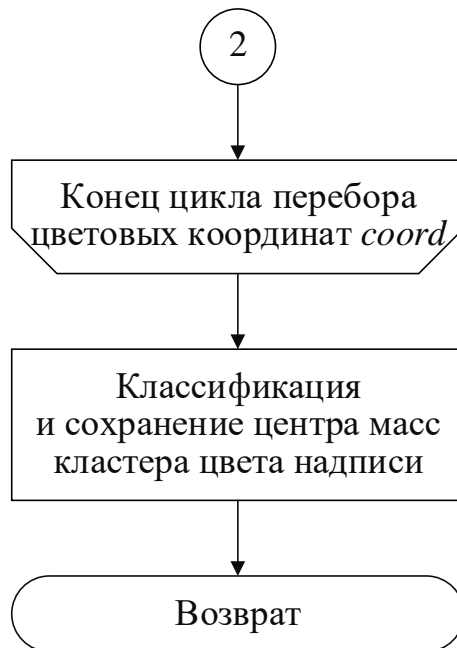 2
Конец цикла перебора
цветовых координат coord
Классификация
и сохранение центра масс
кластера цвета надписи
Возврат